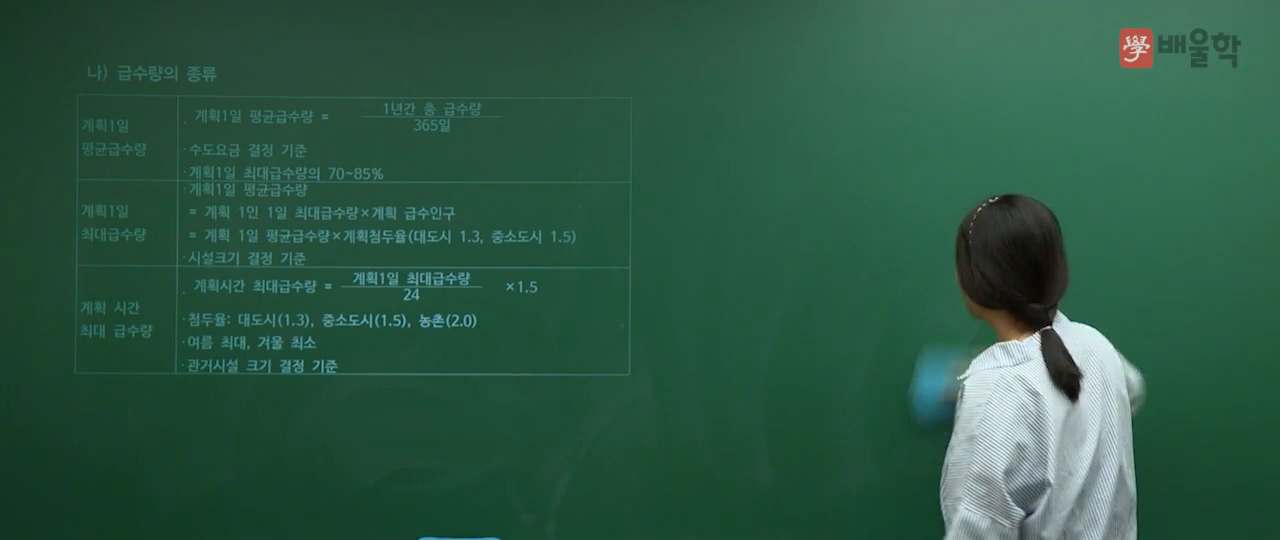 學 배울학
나) 급수량의 종류
계획1일
평균급수량
· 계획1일 평균급수량 = 1년간 총 급수량 / 365일
·수도요금 결정 기준
·계획1일 최대급수량의 70~85%
계획1일
최대급수량
·계획1일 평균급수량
= 계획 1인 1일 최대급수량×계획 급수인구
= 계획 1일 평균급수량×계획첨두율(대도시 1.3, 중소도시 1.5)
·시설크기 결정 기준
계획 시간
최대 급수량
· 계획시간 최대급수량 = 계획1일 최대급수량 / 24 ×1.5
·첨두율: 대도시(1.3), 중소도시(1.5), 농촌(2.0)
·여름 최대, 겨울 최소
·관거시설 크기 결정 기준